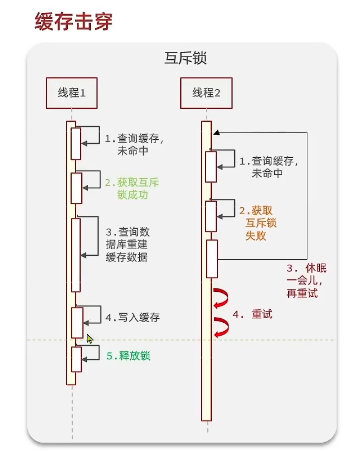 缓存击穿
互斥锁
线程1
线程2
1.查询缓存，
未命中
2.获取互斥
锁成功
3.查询数
据库重建
缓存数据
4.写入缓存
5.释放锁
1.查询缓存，
未命中
2.获取
互斥锁
失败
3. 休眠
一会儿，
再重试
4. 重试